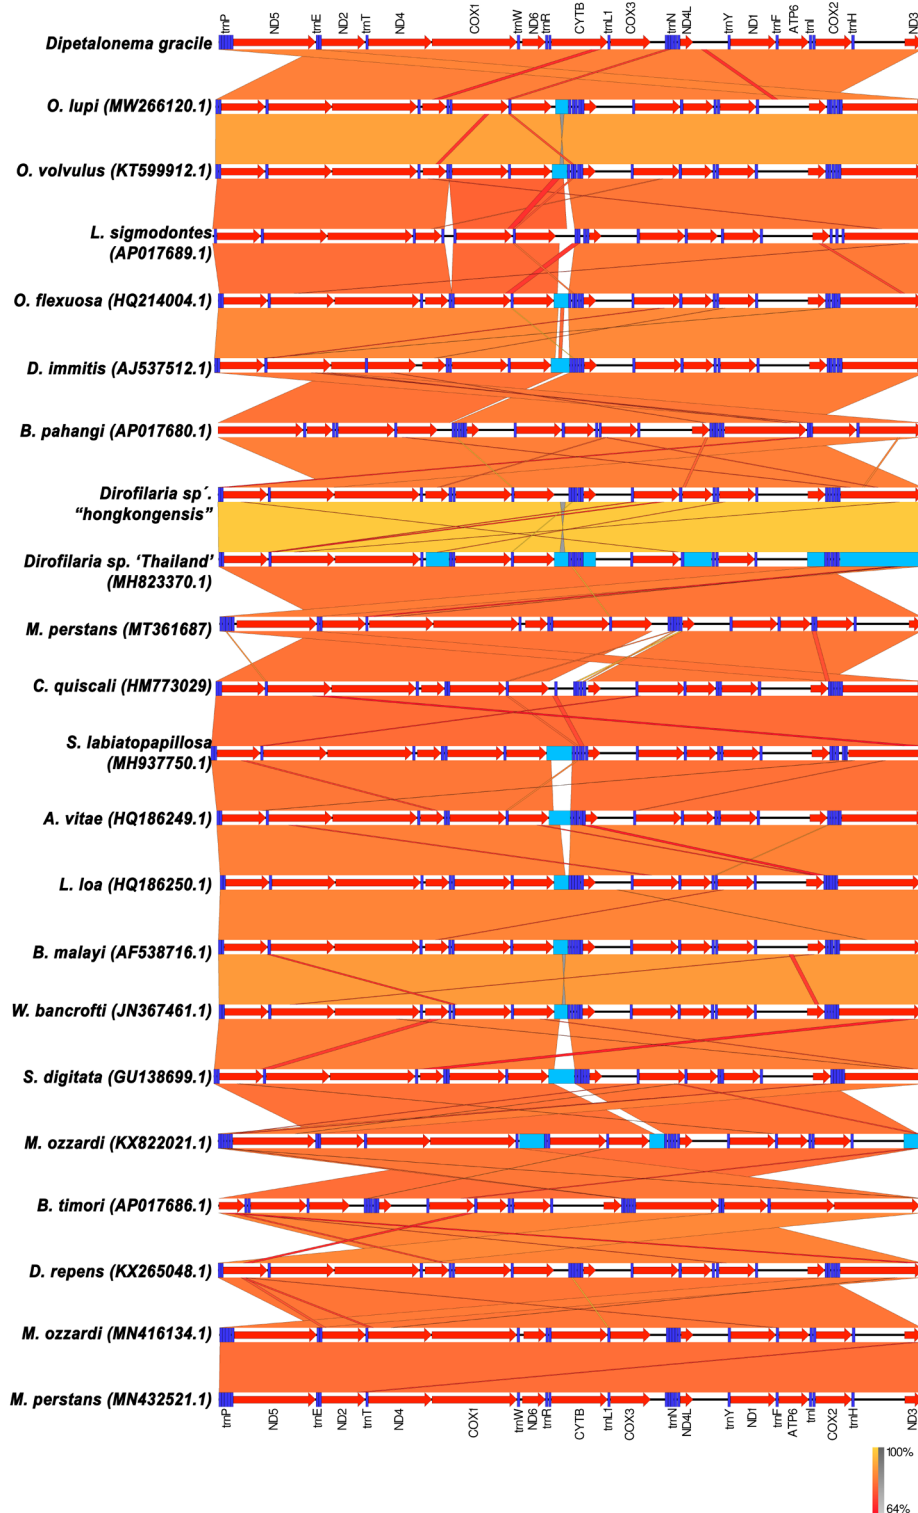 trnP ND5 trnE ND2 trnT ND4 COX1 trnW ND6 trnR CYTB trnL1 COX3 trnN ND4L trnY ND1 trnF ATP6 trnI COX2 trnH ND3
Dipetalonema gracile
O. lupi (MW266120.1)
O. volvulus (KT599912.1)
L. sigmodontes
(AP017689.1)
O. flexuosa (HQ214004.1)
D. immitis (AJ537512.1)
B. pahangi (AP017680.1)
Dirofilaria sp´.
“hongkongensis”
Dirofilaria sp. ‘Thailand’
(MH823370.1)
M. perstans (MT361687)
C. quiscali (HM773029)
S. labiatopapillosa
(MH937750.1)
A. vitae (HQ186249.1)
L. loa (HQ186250.1)
B. malayi (AF538716.1)
W. bancrofti (JN367461.1)
S. digitata (GU138699.1)
M. ozzardi (KX822021.1)
B. timori (AP017686.1)
D. repens (KX265048.1)
M. ozzardi (MN416134.1)
M. perstans (MN432521.1)
trnP ND5 trnE ND2 trnT ND4 COX1 trnW ND6 trnR CYTB trnL1 COX3 trnN ND4L trnY ND1 trnF ATP6 trnI COX2 trnH ND3
100%
64%